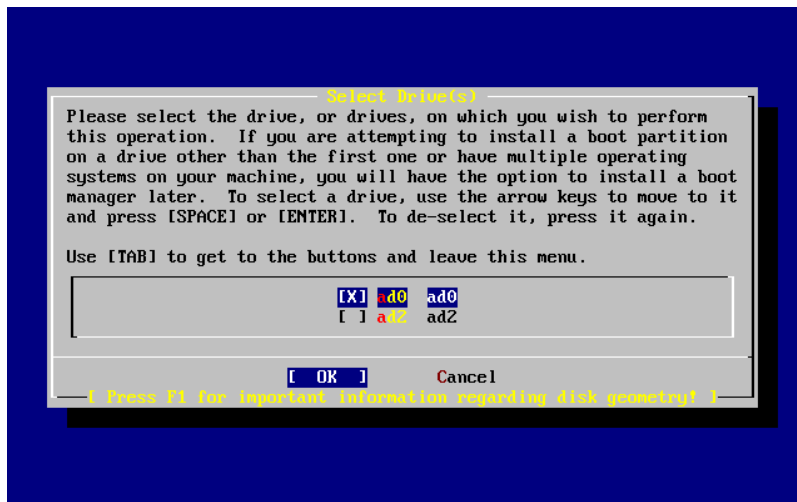 Select Drive(s)
Please select the drive, or drives, on which you wish to perform
this operation.  If you are attempting to install a boot partition
on a drive other than the first one or have multiple operating
systems on your machine, you will have the option to install a boot
manager later.  To select a drive, use the arrow keys to move to it
and press [SPACE] or [ENTER].  To de-select it, press it again.
Use [TAB] to get to the buttons and leave this menu.
[X] ad0 ad0
[ ] ad2 ad2
[ OK ] Cancel
[ Press F1 for important information regarding disk geometry! ]